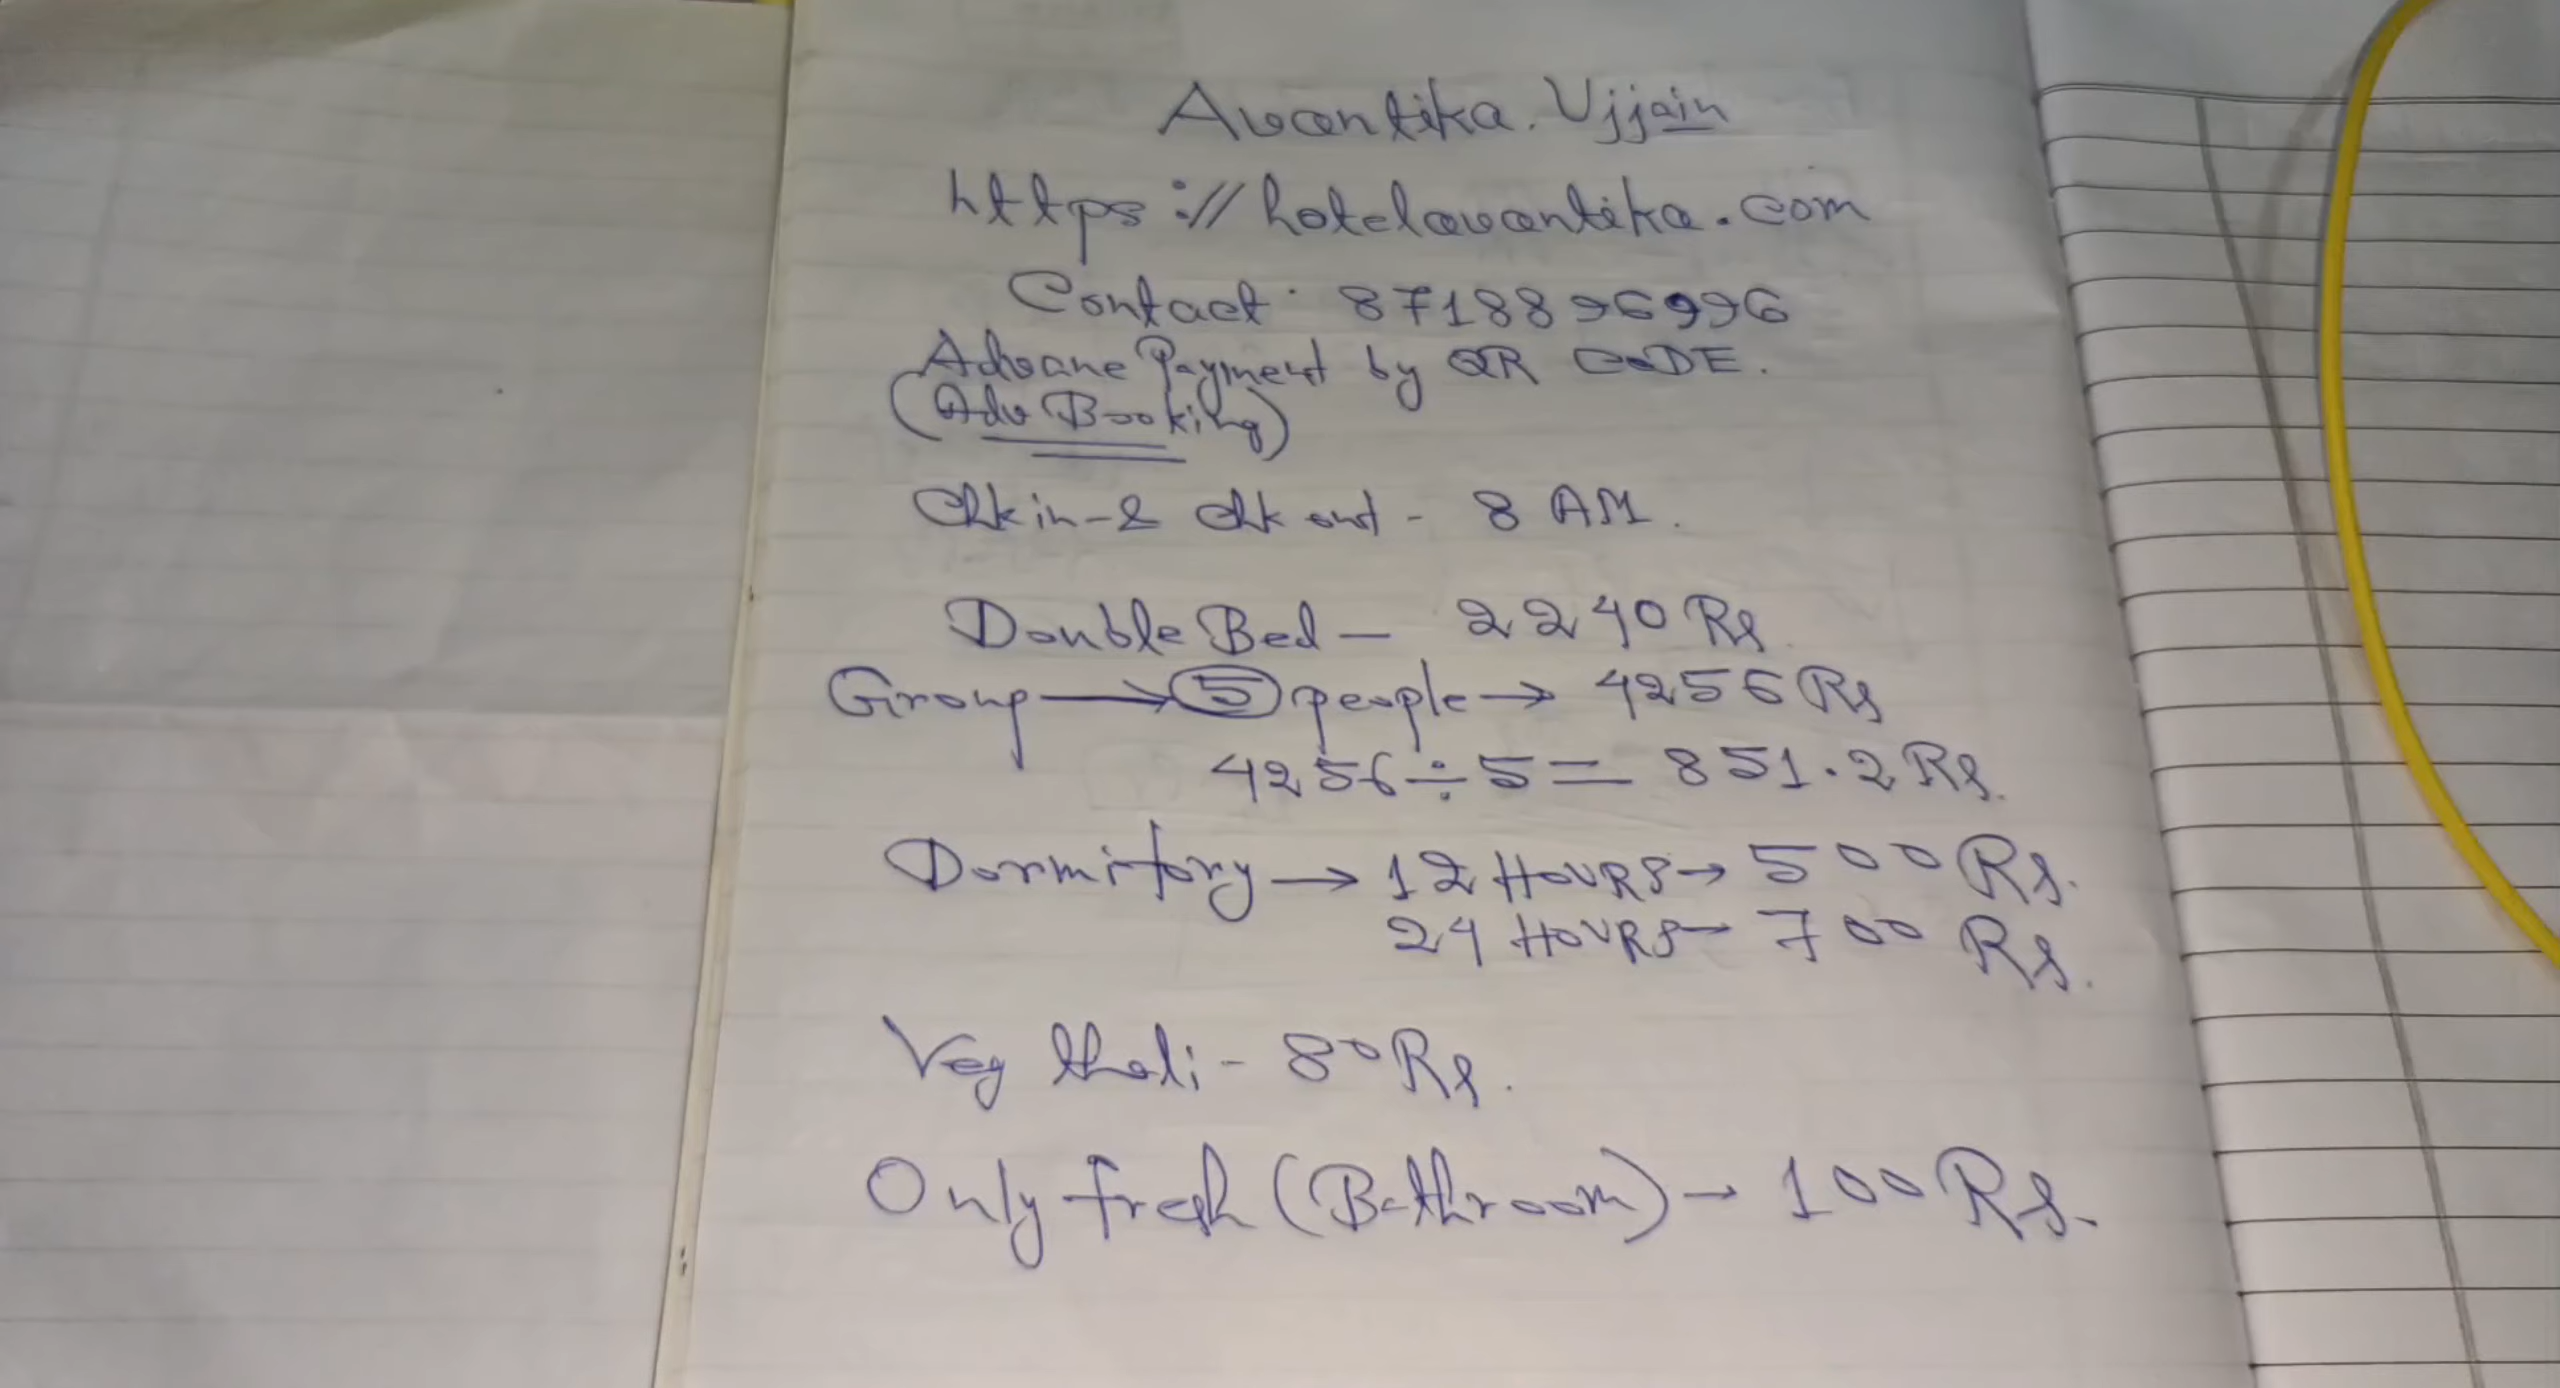 Avantika. Ujjain
https://hotelavantika.com
Contact · 8718896996
Advane Payment by QR CODE.
(Adv Booking)
Chkin-& chk out - 8 AM.
Double Bed - 2240 Rs.
Group → 5 people → 4256 Rs
4256 ÷ 5 = 851.2 Rs.
Dormitory → 12 HOURS → 500 Rs.
24 HOURS - 700 Rs.
Veg thali - 80 Rs.
Only fresh (Bathroom) - 100 Rs.